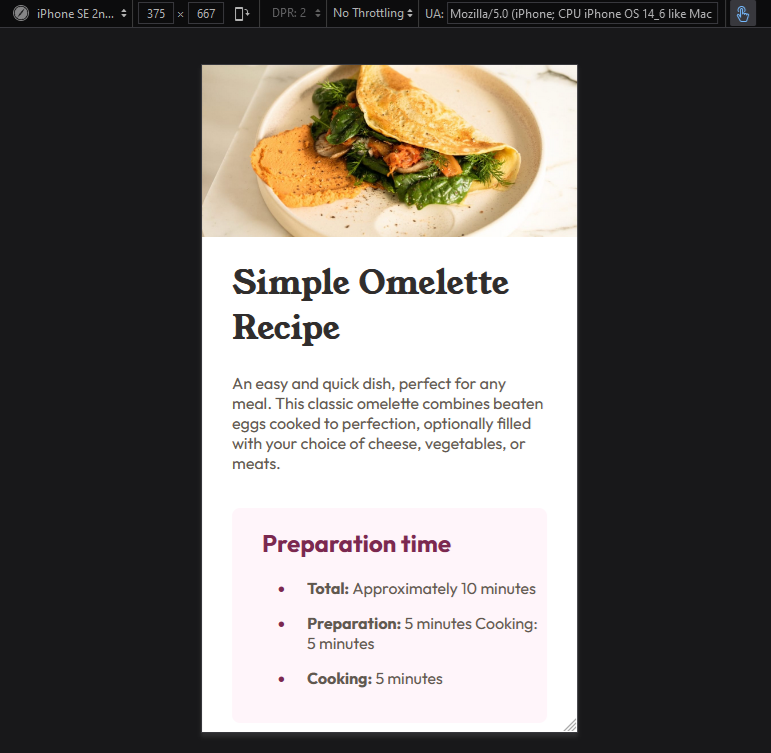 iPhone SE 2n...
375 × 667
DPR: 2
No Throttling
UA: Mozilla/5.0 (iPhone; CPU iPhone OS 14_6 like Mac
Simple Omelette
Recipe
An easy and quick dish, perfect for any
meal. This classic omelette combines beaten
eggs cooked to perfection, optionally filled
with your choice of cheese, vegetables, or
meats.
Preparation time
• Total: Approximately 10 minutes
• Preparation: 5 minutes Cooking:
5 minutes
• Cooking: 5 minutes